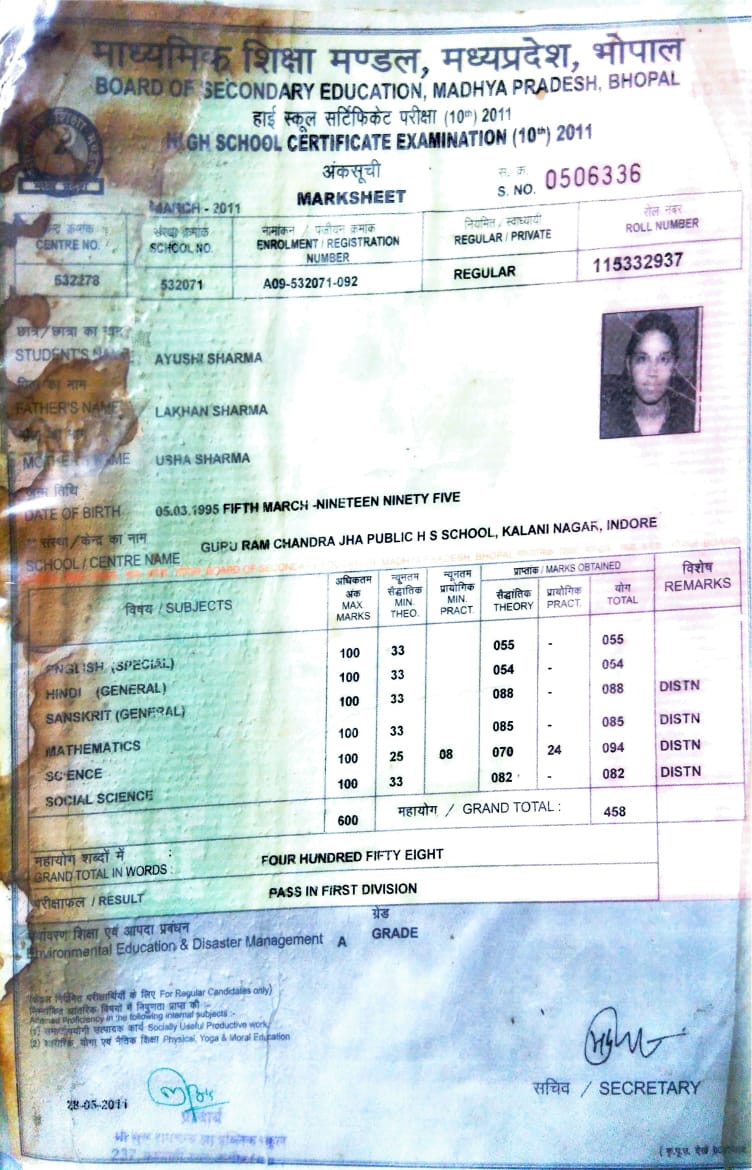 माध्यमिक शिक्षा मण्डल, मध्यप्रदेश, भोपाल
BOARD OF SECONDARY EDUCATION, MADHYA PRADESH, BHOPAL
हाई स्कूल सर्टिफिकेट परीक्षा (10th) 2011
HIGH SCHOOL CERTIFICATE EXAMINATION (10th) 2011
अंकसूची
MARKSHEET
स. क्र.
S. NO. 0506336
MARCH - 2011
केन्द्र क्रमांक संस्था क्रमांक नामांकन / पंजीयन क्रमांक नियमित / स्वाध्यायी रोल नंबर
CENTRE NO. SCHOOL NO. ENROLMENT / REGISTRATION NUMBER REGULAR / PRIVATE ROLL NUMBER
532278 532071 A09-532071-092 REGULAR 115332937
छात्र/छात्रा का नाम
STUDENT'S NAME AYUSHI SHARMA
पिता का नाम
FATHER'S NAME LAKHAN SHARMA
का नाम
MOTHER'S NAME USHA SHARMA
जन्म तिथि
DATE OF BIRTH 05.03.1995 FIFTH MARCH -NINETEEN NINETY FIVE
संस्था/केन्द्र का नाम
SCHOOL / CENTRE NAME GURU RAM CHANDRA JHA PUBLIC H S SCHOOL, KALANI NAGAR, INDORE
विषय / SUBJECTS
अधिकतम अंक MAX. MARKS
न्यूनतम सैद्धांतिक MIN. THEO.
न्यूनतम प्रायोगिक MIN. PRACT.
प्राप्तांक / MARKS OBTAINED
सैद्धांतिक THEORY
प्रायोगिक PRACT.
योग TOTAL
विशेष REMARKS
ENGLISH (SPECIAL) 100 33 055 - 055
HINDI (GENERAL) 100 33 054 - 054
SANSKRIT (GENERAL) 100 33 088 - 088 DISTN
MATHEMATICS 100 33 085 - 085 DISTN
SCIENCE 100 25 08 070 24 094 DISTN
SOCIAL SCIENCE 100 33 082 - 082 DISTN
600 महायोग / GRAND TOTAL : 458
महायोग शब्दों में :
GRAND TOTAL IN WORDS : FOUR HUNDRED FIFTY EIGHT
परीक्षाफल / RESULT PASS IN FIRST DIVISION
पर्यावरण शिक्षा एवं आपदा प्रबंधन ग्रेड
Environmental Education & Disaster Management A GRADE
(केवल नियमित परीक्षार्थियों के लिए For Regular Candidates only)
निम्नांकित आंतरिक विषयों में निपुणता प्राप्त की :-
Attained Proficiency in the following internal subjects :-
(1) समाजोपयोगी उत्पादक कार्य Socially Useful Productive work,
(2) शारीरिक, योग एवं नैतिक शिक्षा Physical, Yoga & Moral Education
सचिव / SECRETARY
28-05-2011
प्राचार्य
237,